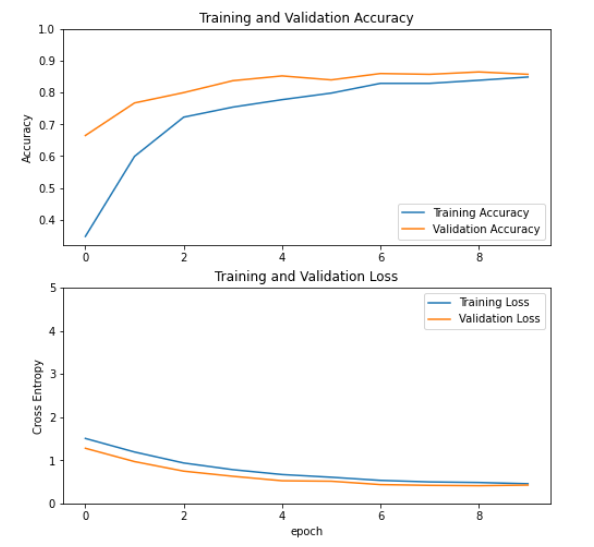 Training and Validation Accuracy
1.0
0.9
0.8
0.7
0.6
0.5
0.4
Accuracy
Training Accuracy
Validation Accuracy
0 2 4 6 8
Training and Validation Loss
5
4
3
2
1
0
Cross Entropy
Training Loss
Validation Loss
0 2 4 6 8
epoch